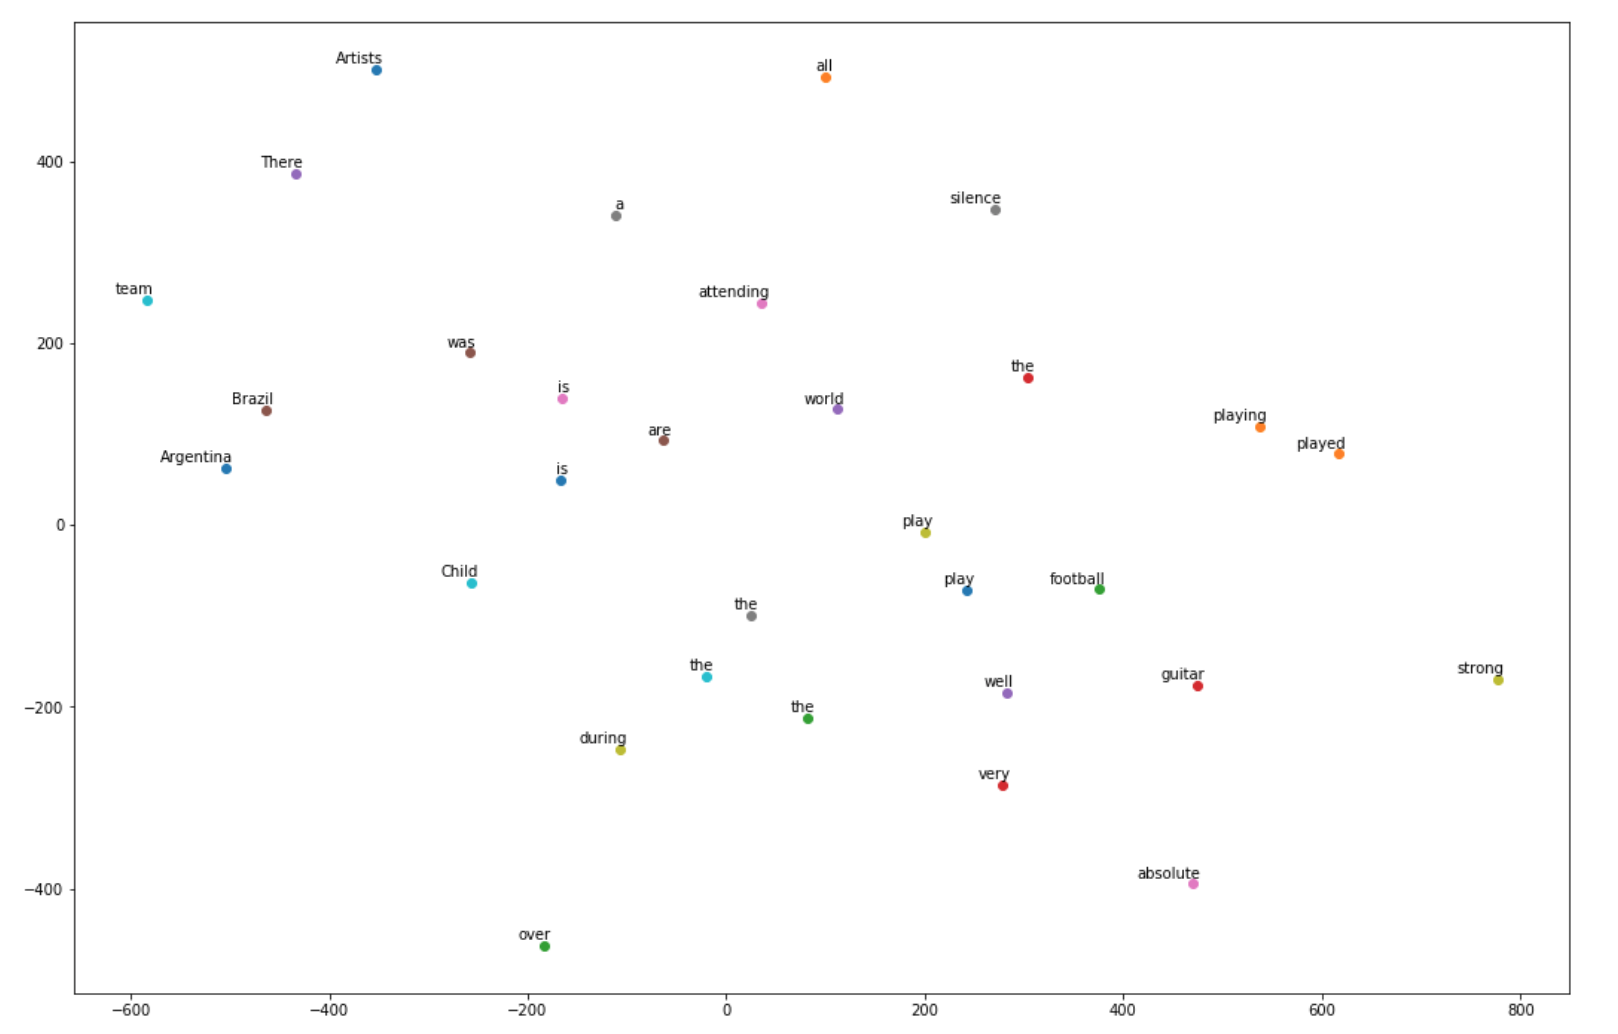 Artists
all
400
There
silence
a
team
attending
200
was
the
is
Brazil
world
playing
are
played
Argentina
is
0
play
Child
play
football
the
the
strong
guitar
well
−200
the
during
very
absolute
−400
over
−600 −400 −200 0 200 400 600 800